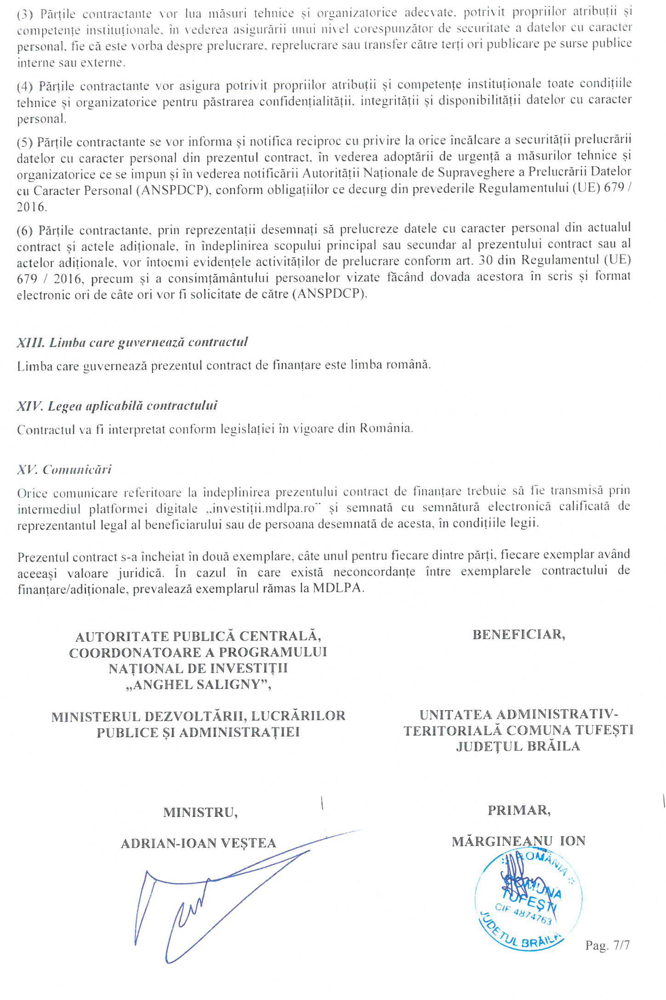 (3) Părțile contractante vor lua măsuri tehnice și organizatorice adecvate, potrivit propriilor atribuții și
competențe instituționale, în vederea asigurării unui nivel corespunzător de securitate a datelor cu caracter
personal, fie că este vorba despre prelucrare, reprelucrare sau transfer către terți ori publicare pe surse publice
interne sau externe.
(4) Părțile contractante vor asigura potrivit propriilor atribuții și competențe instituționale toate condițiile
tehnice și organizatorice pentru păstrarea confidențialității, integrității și disponibilității datelor cu caracter
personal.
(5) Părțile contractante se vor informa și notifica reciproc cu privire la orice încălcare a securității prelucrării
datelor cu caracter personal din prezentul contract, în vederea adoptării de urgență a măsurilor tehnice și
organizatorice ce se impun și în vederea notificării Autorității Naționale de Supraveghere a Prelucrării Datelor
cu Caracter Personal (ANSPDCP), conform obligațiilor ce decurg din prevederile Regulamentului (UE) 679 /
2016.
(6) Părțile contractante, prin reprezentații desemnați să prelucreze datele cu caracter personal din actualul
contract și actele adiționale, în îndeplinirea scopului principal sau secundar al prezentului contract sau al
actelor adiționale, vor întocmi evidențele activităților de prelucrare conform art. 30 din Regulamentul (UE)
679 / 2016, precum și a consimțământului persoanelor vizate făcând dovada acestora în scris și format
electronic ori de câte ori vor fi solicitate de către (ANSPDCP).
XIII. Limba care guvernează contractul
Limba care guvernează prezentul contract de finanțare este limba română.
XIV. Legea aplicabilă contractului
Contractul va fi interpretat conform legislației în vigoare din România.
XV. Comunicări
Orice comunicare referitoare la îndeplinirea prezentului contract de finanțare trebuie să fie transmisă prin
intermediul platformei digitale „investiții.mdlpa.ro” și semnată cu semnătură electronică calificată de
reprezentantul legal al beneficiarului sau de persoana desemnată de acesta, în condițiile legii.
Prezentul contract s-a încheiat în două exemplare, câte unul pentru fiecare dintre părți, fiecare exemplar având
aceeași valoare juridică. În cazul în care există neconcordanțe între exemplarele contractului de
finanțare/adiționale, prevalează exemplarul rămas la MDLPA.
AUTORITATE PUBLICĂ CENTRALĂ,
COORDONATOARE A PROGRAMULUI
NAȚIONAL DE INVESTIȚII
„ANGHEL SALIGNY”,
MINISTERUL DEZVOLTĂRII, LUCRĂRILOR
PUBLICE ȘI ADMINISTRAȚIEI
MINISTRU,
ADRIAN-IOAN VEȘTEA
BENEFICIAR,
UNITATEA ADMINISTRATIV-
TERITORIALĂ COMUNA TUFEȘTI
JUDEŢUL BRĂILA
PRIMAR,
MĂRGINEANU ION
ROMÂNIA
COMUNA
TUFEȘTI
CIF 4874763
JUDEȚUL BRĂILA
Pag. 7/7